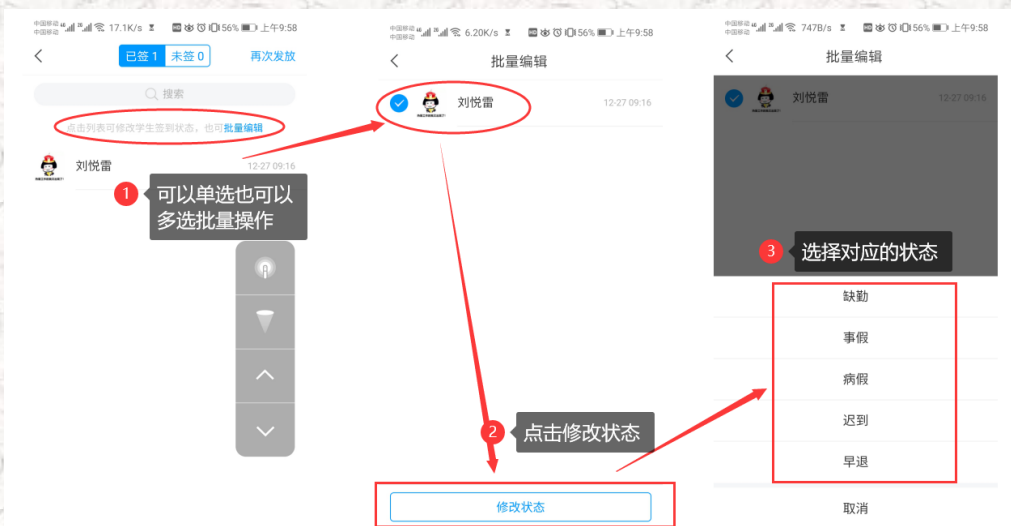 中国移动
中国移动
17.1K/s
56%
上午9:58
已签 1
未签 0
再次发放
搜索
点击列表可修改学生签到状态，也可批量编辑
刘悦雷
12-27 09:16
1
可以单选也可以
多选批量操作
中国移动
中国移动
6.20K/s
56%
上午9:58
批量编辑
刘悦雷
12-27 09:16
2
点击修改状态
修改状态
中国移动
中国移动
747B/s
56%
上午9:58
批量编辑
刘悦雷
12-27 09:16
3
选择对应的状态
缺勤
事假
病假
迟到
早退
取消